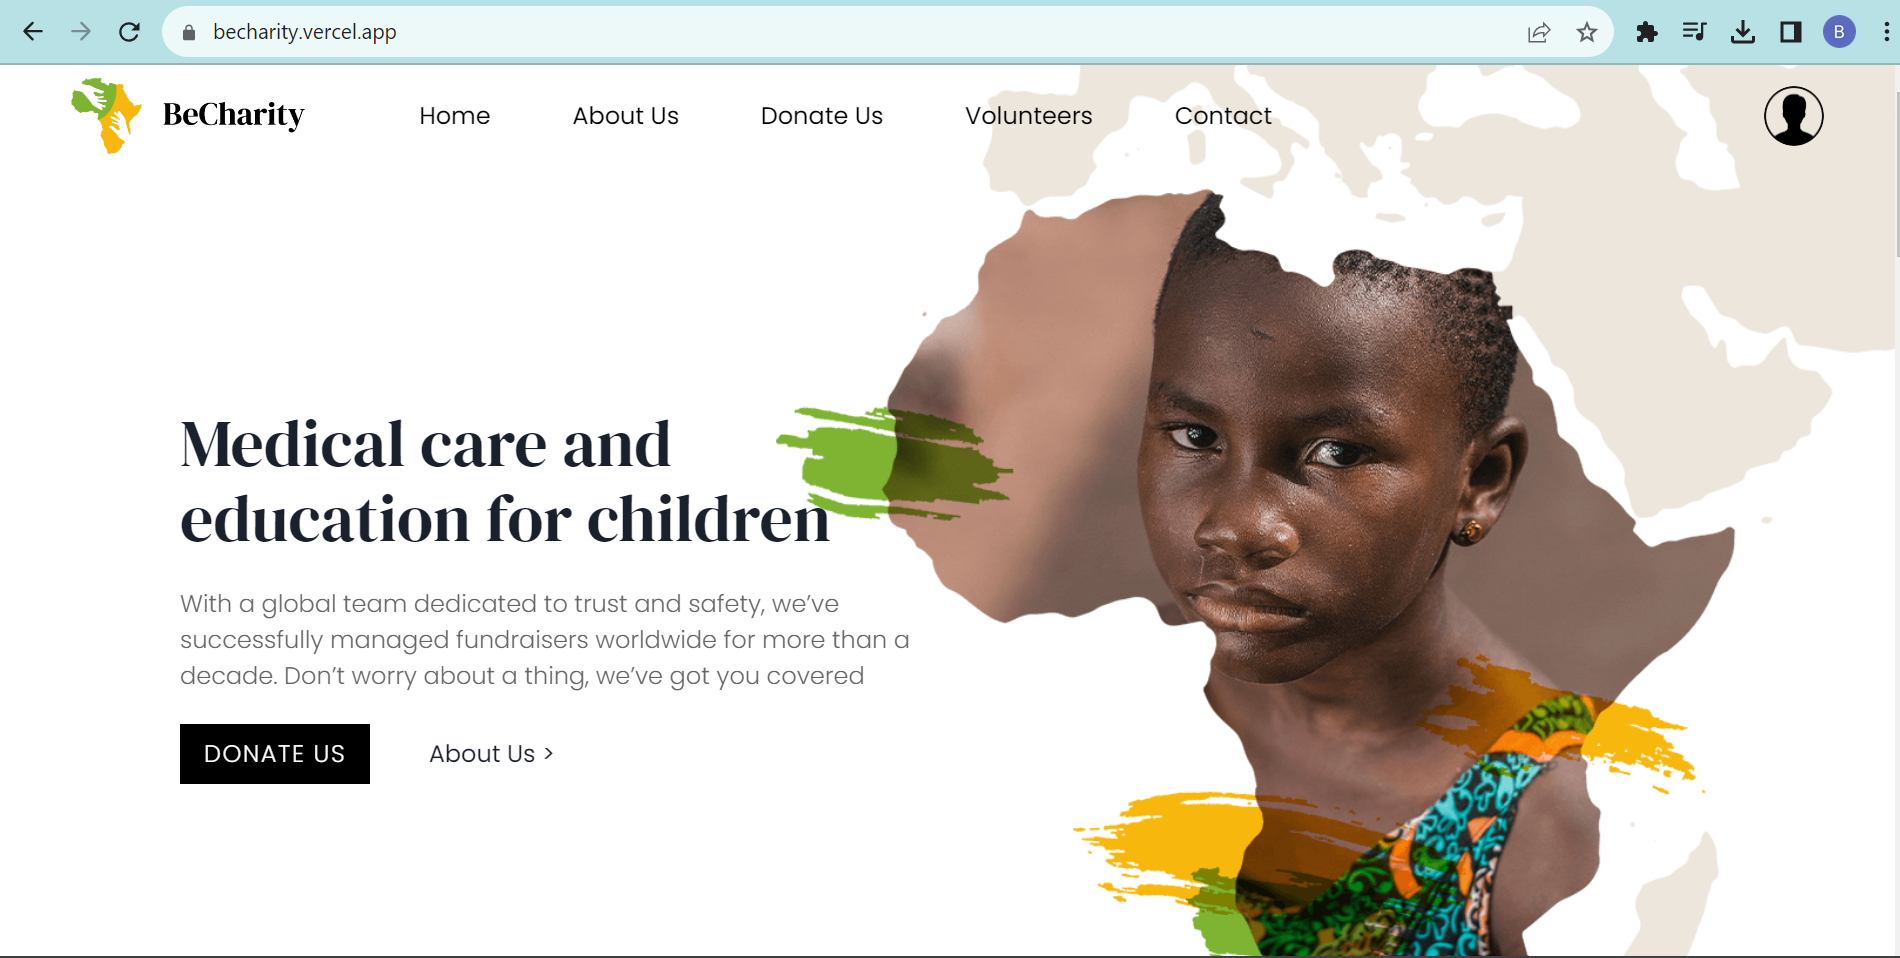 becharity.vercel.app
B
BeCharity
Home
About Us
Donate Us
Volunteers
Contact
Medical care and
education for children
With a global team dedicated to trust and safety, we’ve
successfully managed fundraisers worldwide for more than a
decade. Don’t worry about a thing, we’ve got you covered
DONATE US
About Us >